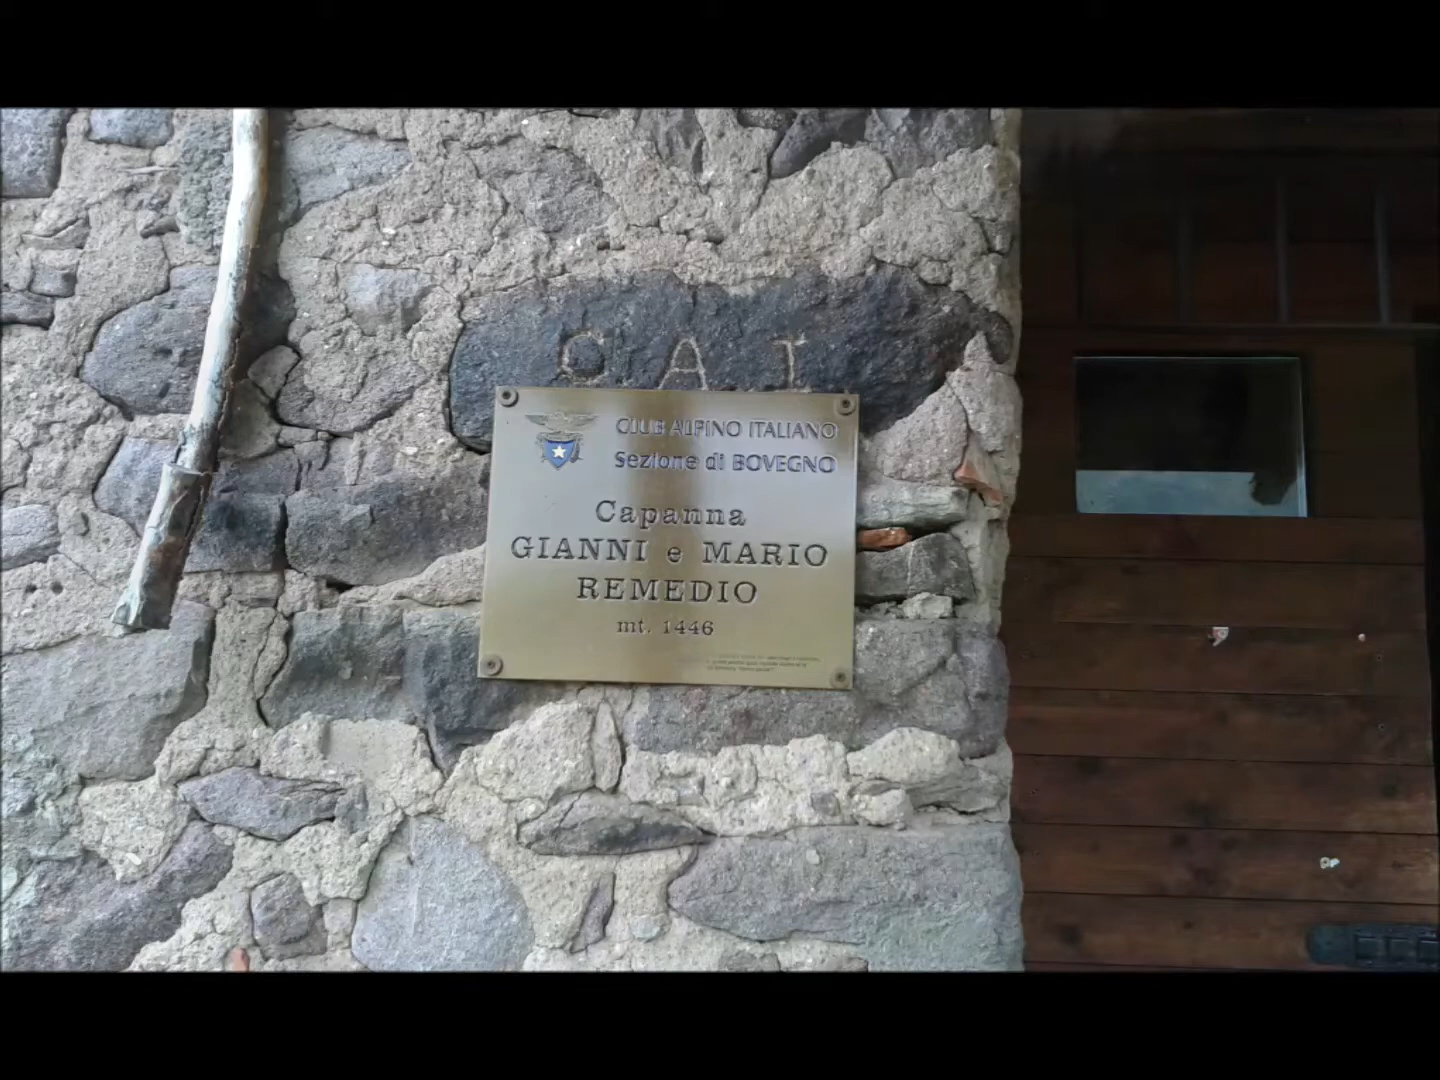 CAI
CLUB ALPINO ITALIANO
Sezione di BOVEGNO
Capanna
GIANNI e MARIO
REMEDIO
mt. 1446